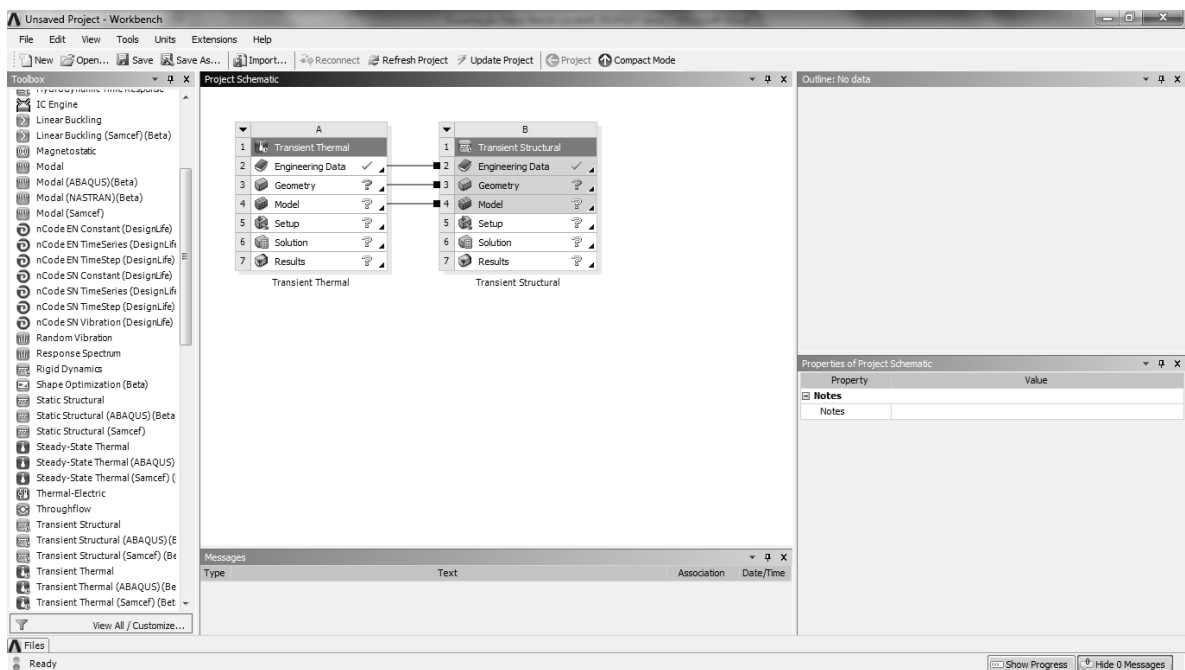 Unsaved Project - Workbench
File Edit View Tools Units Extensions Help
New Open... Save Save As... Import... Reconnect Refresh Project Update Project Project Compact Mode
Toolbox
IC Engine
Linear Buckling
Linear Buckling (Samcef) (Beta)
Magnetostatic
Modal
Modal (ABAQUS)(Beta)
Modal (NASTRAN)(Beta)
Modal (Samcef)
nCode EN Constant (DesignLife)
nCode EN TimeSeries (DesignLife
nCode EN TimeStep (DesignLife)
nCode SN Constant (DesignLife)
nCode SN TimeSeries (DesignLife
nCode SN TimeStep (DesignLife)
nCode SN Vibration (DesignLife)
Random Vibration
Response Spectrum
Rigid Dynamics
Shape Optimization (Beta)
Static Structural
Static Structural (ABAQUS) (Beta
Static Structural (Samcef)
Steady-State Thermal
Steady-State Thermal (ABAQUS)
Steady-State Thermal (Samcef) (
Thermal-Electric
Throughflow
Transient Structural
Transient Structural (ABAQUS) (B
Transient Structural (Samcef) (Be
Transient Thermal
Transient Thermal (ABAQUS) (Be
Transient Thermal (Samcef) (Bet
View All / Customize...
Project Schematic
A
1 Transient Thermal
2 Engineering Data
3 Geometry
4 Model
5 Setup
6 Solution
7 Results
Transient Thermal
B
1 Transient Structural
2 Engineering Data
3 Geometry
4 Model
5 Setup
6 Solution
7 Results
Transient Structural
Messages
Type Text Association Date/Time
Outline: No data
Properties of Project Schematic
Property Value
Notes
Notes
Files
Ready
Show Progress 0 Hide 0 Messages